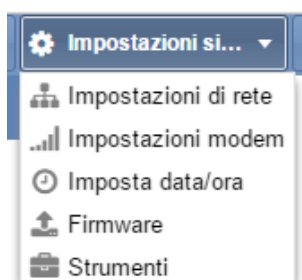 Impostazioni si...
Impostazioni di rete
Impostazioni modem
Imposta data/ora
Firmware
Strumenti